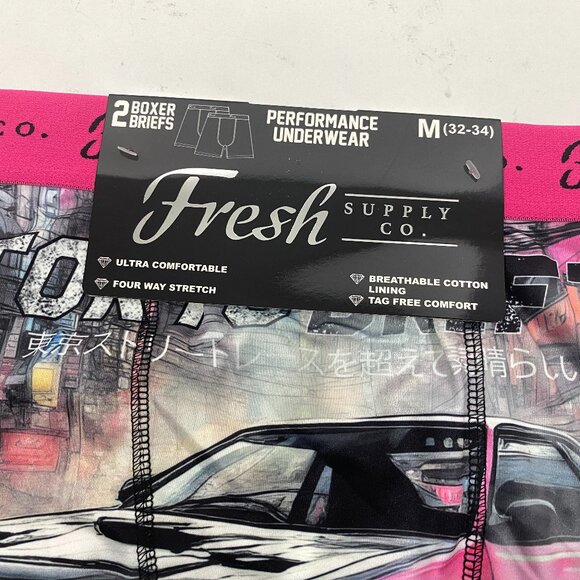 2 BOXER BRIEFS
PERFORMANCE UNDERWEAR
M (32-34)
co.
Fresh SUPPLY CO.
ULTRA COMFORTABLE
FOUR WAY STRETCH
BREATHABLE COTTON LINING
TAG FREE COMFORT
東京ストリートレースを超えて素晴らしい